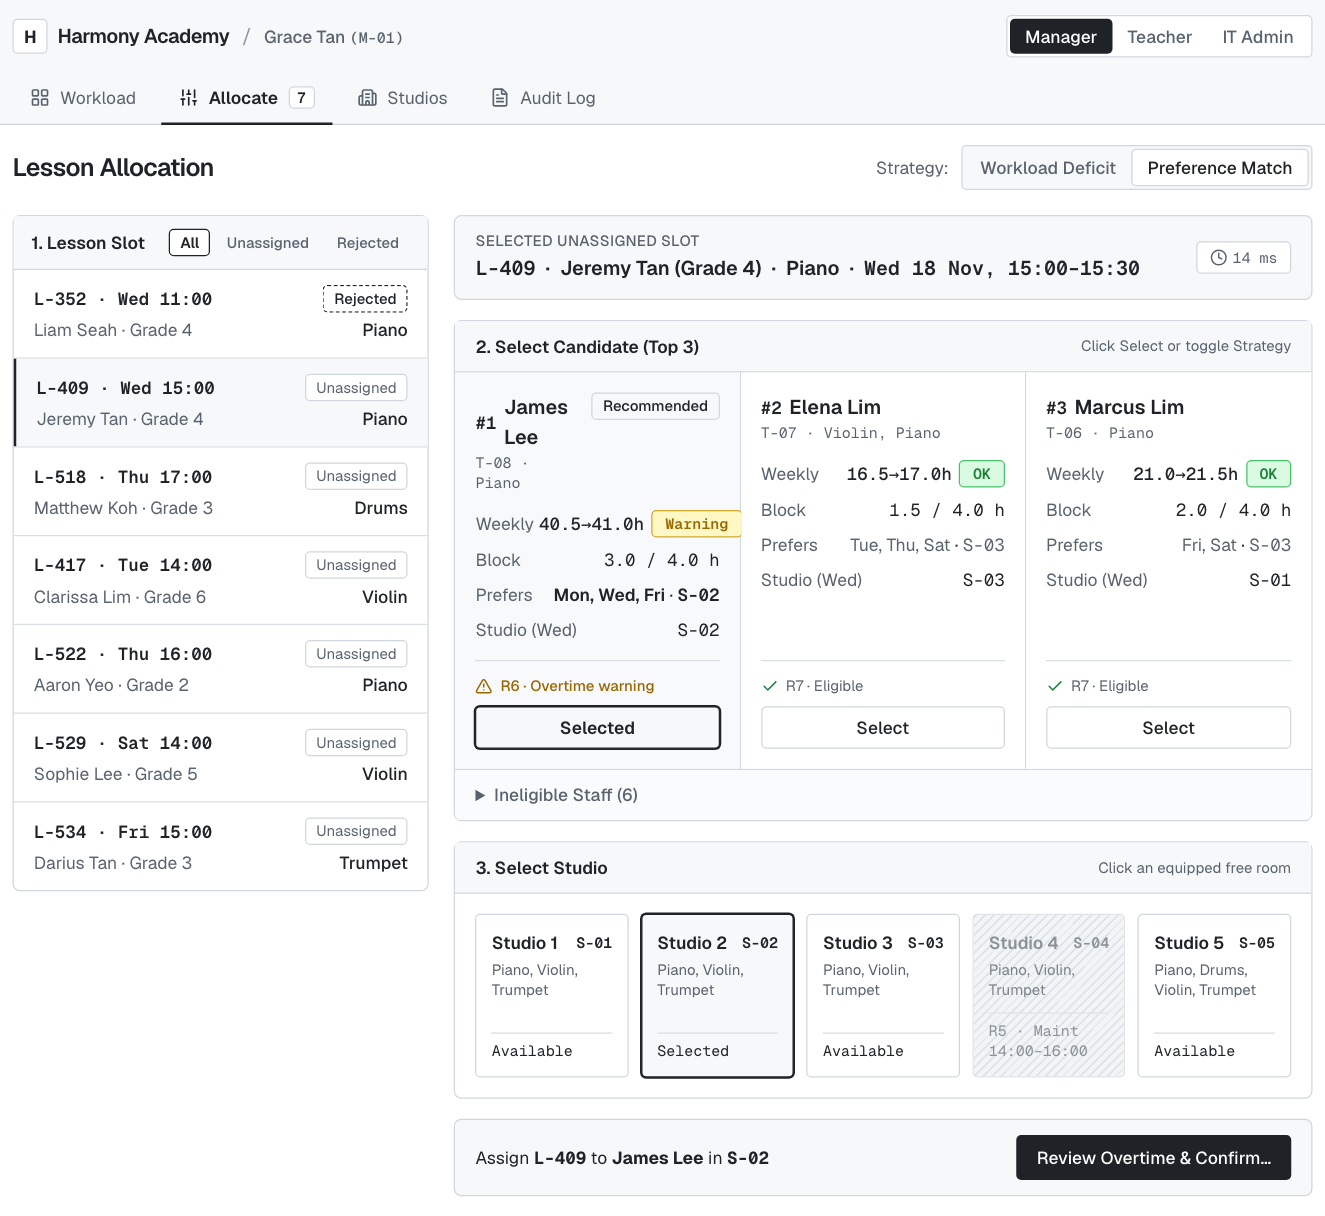 H Harmony Academy / Grace Tan (M-01)
Manager Teacher IT Admin
Workload Allocate 7 Studios Audit Log
Lesson Allocation
Strategy: Workload Deficit Preference Match
1. Lesson Slot All Unassigned Rejected
L-352 · Wed 11:00 Rejected
Liam Seah · Grade 4 Piano
L-409 · Wed 15:00 Unassigned
Jeremy Tan · Grade 4 Piano
L-518 · Thu 17:00 Unassigned
Matthew Koh · Grade 3 Drums
L-417 · Tue 14:00 Unassigned
Clarissa Lim · Grade 6 Violin
L-522 · Thu 16:00 Unassigned
Aaron Yeo · Grade 2 Piano
L-529 · Sat 14:00 Unassigned
Sophie Lee · Grade 5 Violin
L-534 · Fri 15:00 Unassigned
Darius Tan · Grade 3 Trumpet
SELECTED UNASSIGNED SLOT
L-409 · Jeremy Tan (Grade 4) · Piano · Wed 18 Nov, 15:00–15:30
14 ms
2. Select Candidate (Top 3) Click Select or toggle Strategy
#1 James
Lee
Recommended
T-08 ·
Piano
Weekly 40.5→41.0h Warning
Block 3.0 / 4.0 h
Prefers Mon, Wed, Fri · S-02
Studio (Wed) S-02
R6 · Overtime warning
Selected
#2 Elena Lim
T-07 · Violin, Piano
Weekly 16.5→17.0h OK
Block 1.5 / 4.0 h
Prefers Tue, Thu, Sat · S-03
Studio (Wed) S-03
R7 · Eligible
Select
#3 Marcus Lim
T-06 · Piano
Weekly 21.0→21.5h OK
Block 2.0 / 4.0 h
Prefers Fri, Sat · S-03
Studio (Wed) S-01
R7 · Eligible
Select
Ineligible Staff (6)
3. Select Studio Click an equipped free room
Studio 1 S-01
Piano, Violin,
Trumpet
Available
Studio 2 S-02
Piano, Violin,
Trumpet
Selected
Studio 3 S-03
Piano, Violin,
Trumpet
Available
Studio 4 S-04
Piano, Violin,
Trumpet
R5 · Maint
14:00–16:00
Studio 5 S-05
Piano, Drums,
Violin, Trumpet
Available
Assign L-409 to James Lee in S-02
Review Overtime & Confirm…